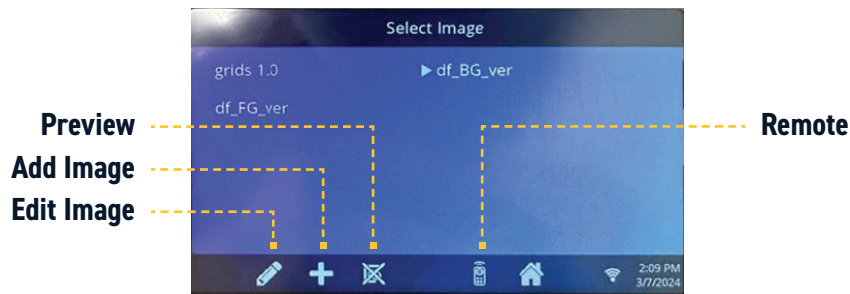 Select Image
grids 1.0
df_BG_ver
df_FG_ver
Preview
Add Image
Edit Image
Remote
2:09 PM
3/7/2024